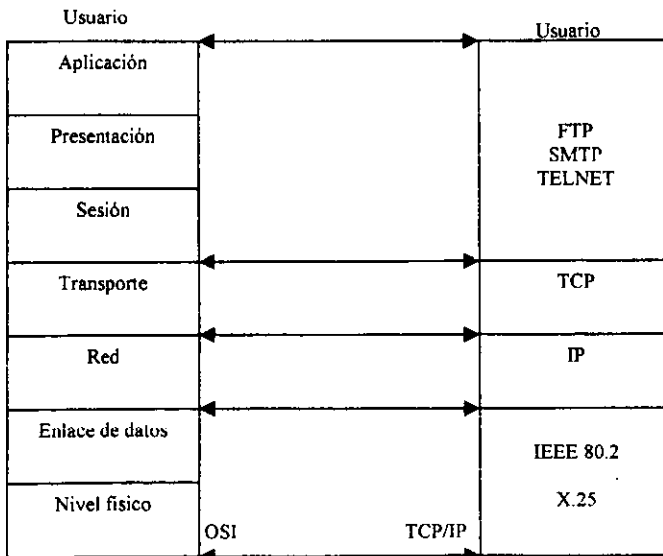 Usuario
Usuario
Aplicación
Presentación
FTP
SMTP
TELNET
Sesión
Transporte
TCP
Red
IP
Enlace de datos
IEEE 80.2
Nivel físico
X.25
OSI
TCP/IP